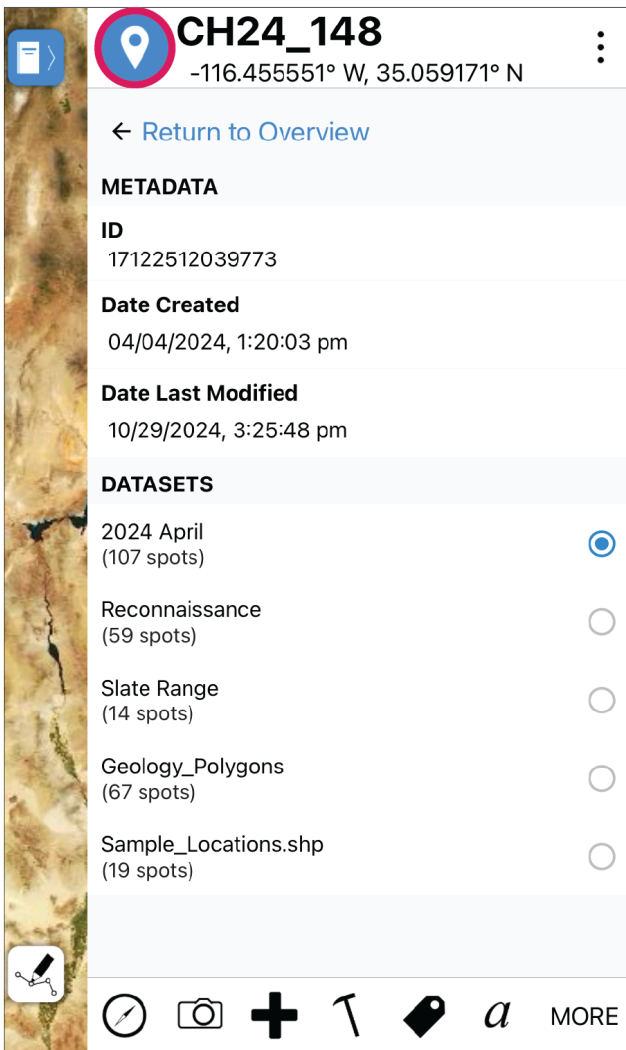 CH24_148
-116.455551° W, 35.059171° N
← Return to Overview
METADATA
ID
17122512039773
Date Created
04/04/2024, 1:20:03 pm
Date Last Modified
10/29/2024, 3:25:48 pm
DATASETS
2024 April
(107 spots)
Reconnaissance
(59 spots)
Slate Range
(14 spots)
Geology_Polygons
(67 spots)
Sample_Locations.shp
(19 spots)
a MORE